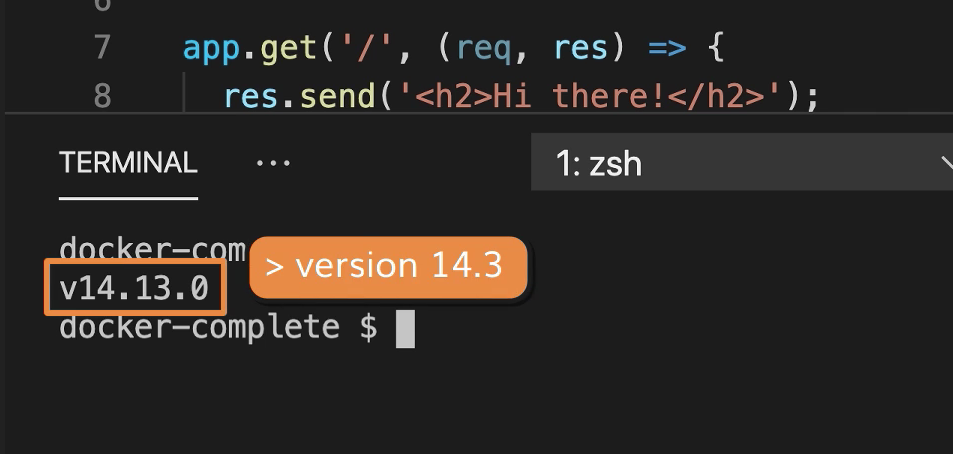 7 app.get('/', (req, res) => {
8 res.send('<h2>Hi there!</h2>');
TERMINAL ... 1: zsh
docker-com
> version 14.3
v14.13.0
docker-complete $